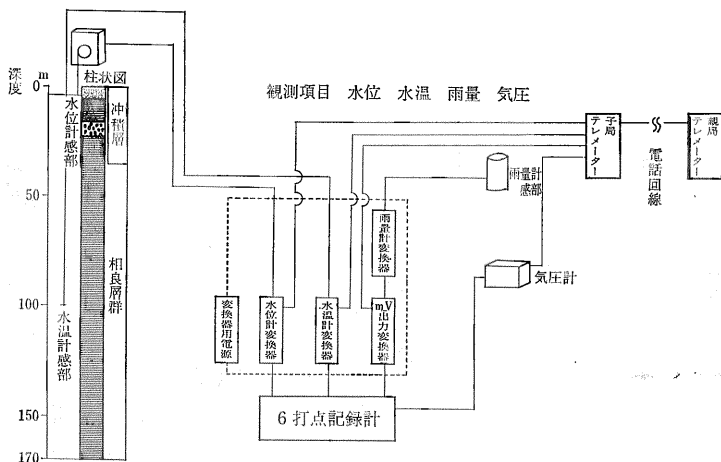 深度
m
柱状図
0
50
100
150
170
水位計感部
水温計感部
冲積層
相良層群
観測項目 水位 水温 雨量 気圧
子局
テレメーター
電話回線
親局
テレメーター
雨量計感部
気圧計
雨量計変換器
変換器用電源
水位計変換器
水温計変換器
mV出力変換器
6打点記録計